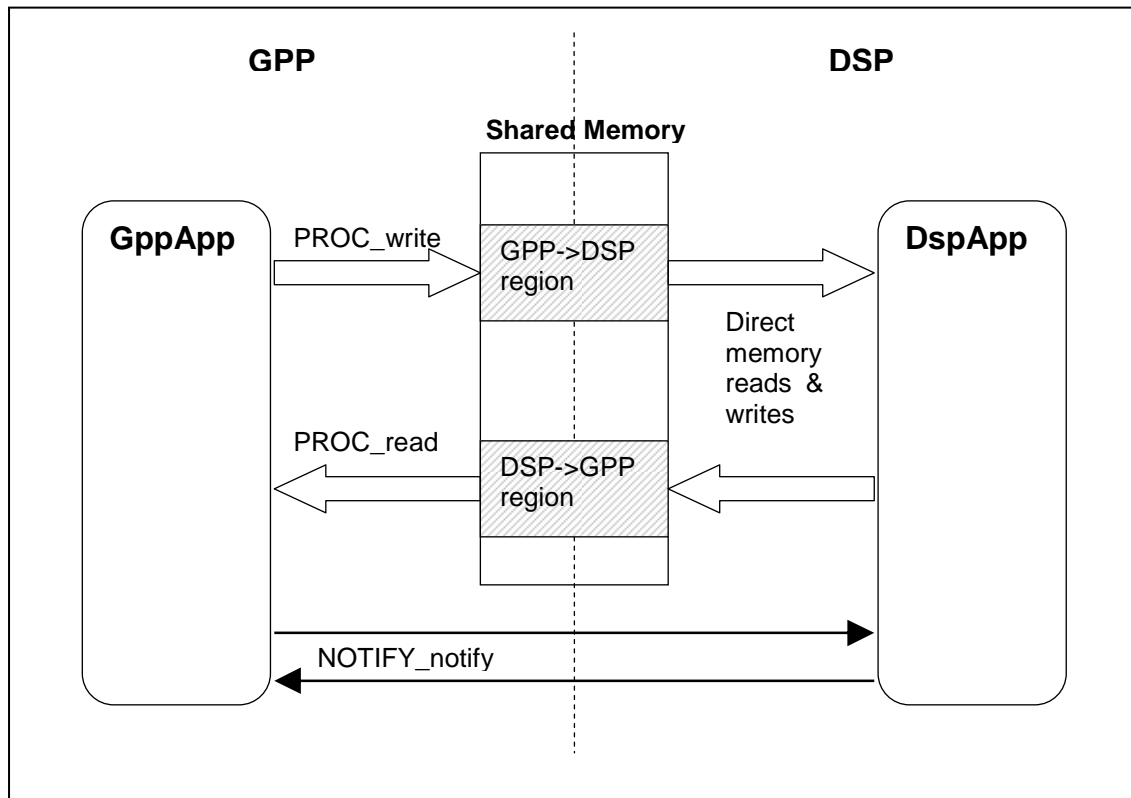 GPP
DSP
Shared Memory
GppApp
PROC_write
GPP->DSP
region
DspApp
Direct
memory
reads &
writes
PROC_read
DSP->GPP
region
NOTIFY_notify